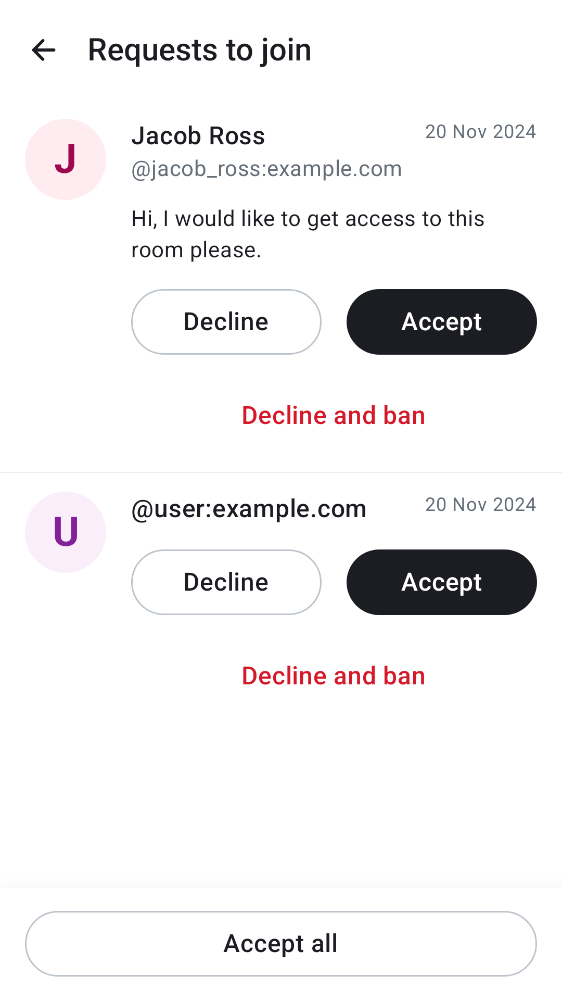 Requests to join
J
Jacob Ross
20 Nov 2024
@jacob_ross:example.com
Hi, I would like to get access to this
room please.
Decline
Accept
Decline and ban
U
@user:example.com
20 Nov 2024
Decline
Accept
Decline and ban
Accept all